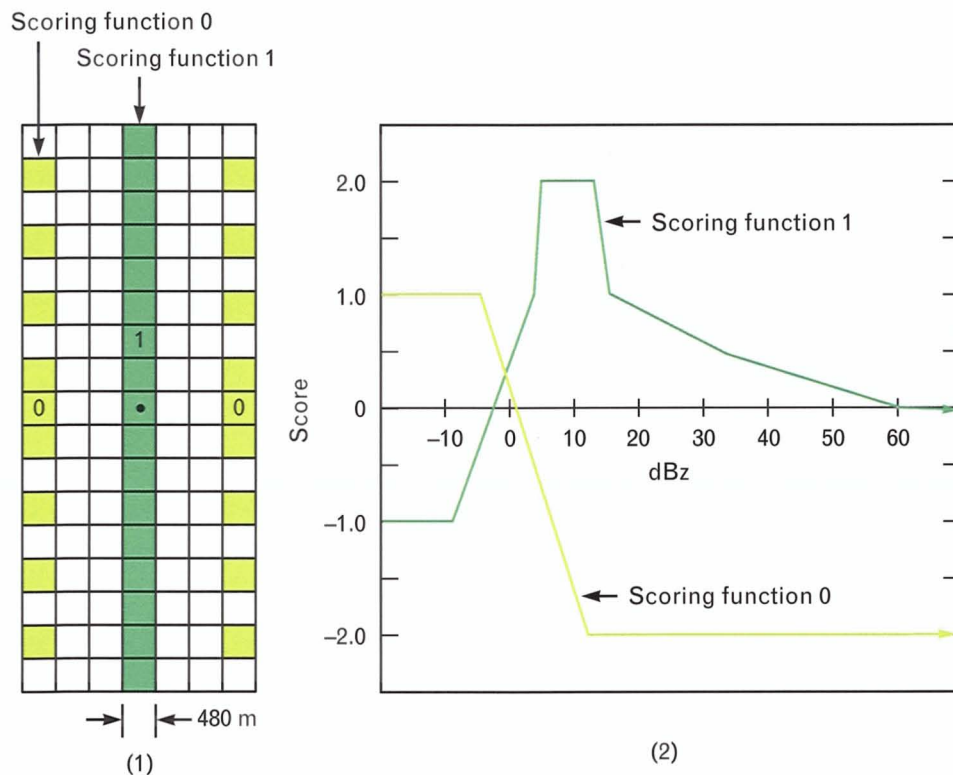 Scoring function 0
Scoring function 1
1
0
0
480 m
(1)
2.0
1.0
0
–1.0
–2.0
Score
–10 0 10 20 30 40 50 60
dBz
Scoring function 1
Scoring function 0
(2)